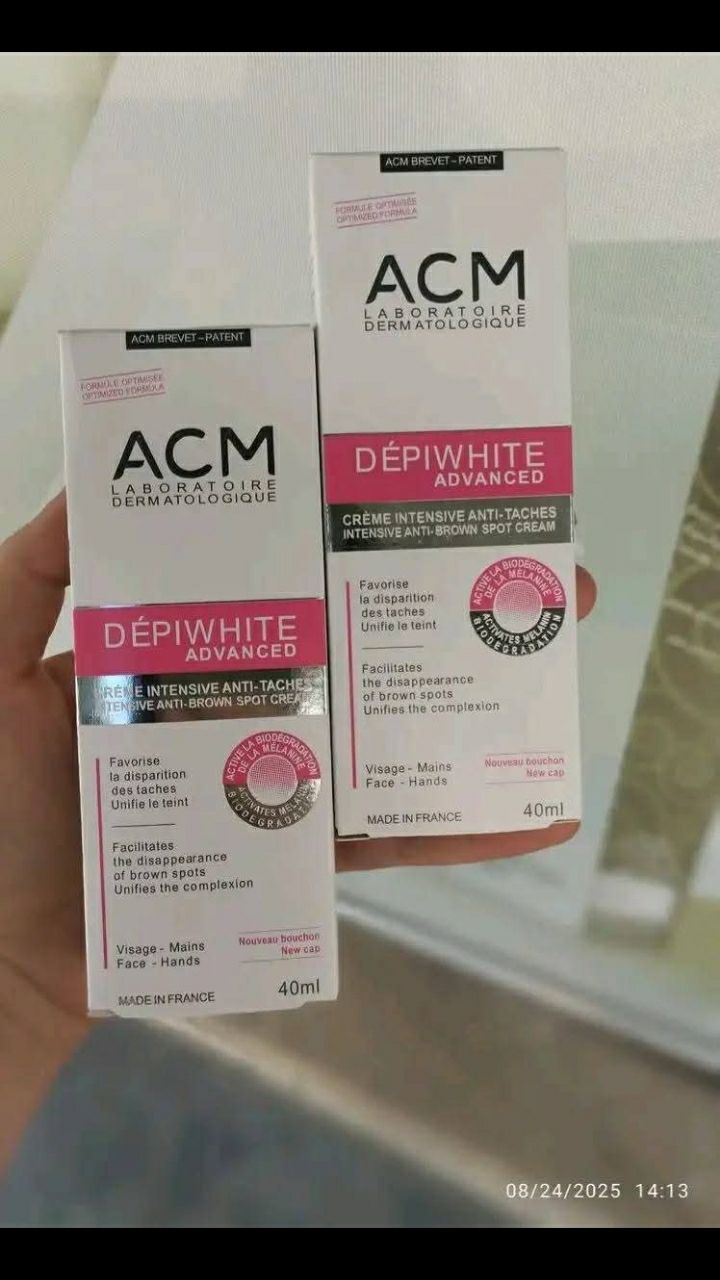 ACM BREVET – PATENT
FORMULE OPTIMISÉE
OPTIMIZED FORMULA
ACM
LABORATOIRE
DERMATOLOGIQUE
DÉPIWHITE
ADVANCED
CRÈME INTENSIVE ANTI-TACHES
INTENSIVE ANTI-BROWN SPOT CREAM
ACTIVE LA BIODÉGRADATION
DE LA MÉLANINE
ACTIVATES MELANIN
BIODEGRADATION
Favorise
la disparition
des taches
Unifie le teint
Facilitates
the disappearance
of brown spots
Unifies the complexion
Visage - Mains
Face - Hands
Nouveau bouchon
New cap
MADE IN FRANCE
40ml
ACM BREVET – PATENT
FORMULE OPTIMISÉE
OPTIMIZED FORMULA
ACM
LABORATOIRE
DERMATOLOGIQUE
DÉPIWHITE
ADVANCED
CRÈME INTENSIVE ANTI-TACHES
INTENSIVE ANTI-BROWN SPOT CREAM
ACTIVE LA BIODÉGRADATION
DE LA MÉLANINE
ACTIVATES MELANIN
BIODEGRADATION
Favorise
la disparition
des taches
Unifie le teint
Facilitates
the disappearance
of brown spots
Unifies the complexion
Visage - Mains
Face - Hands
Nouveau bouchon
New cap
MADE IN FRANCE
40ml
08/24/2025 14:13